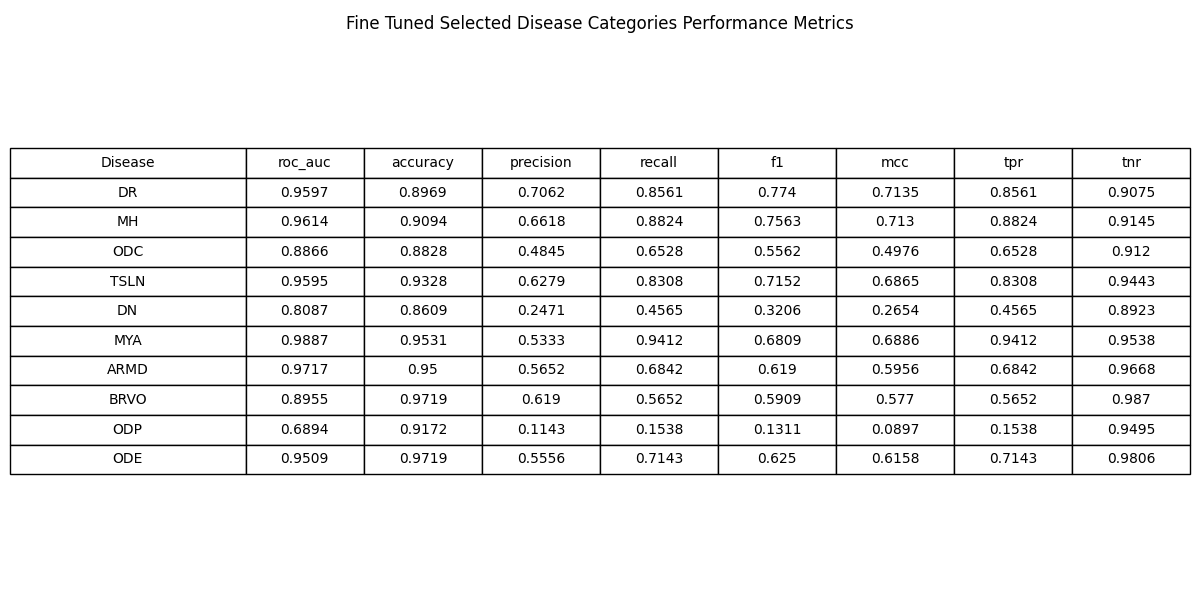 Fine Tuned Selected Disease Categories Performance Metrics
Disease roc_auc accuracy precision recall f1 mcc tpr tnr
DR 0.9597 0.8969 0.7062 0.8561 0.774 0.7135 0.8561 0.9075
MH 0.9614 0.9094 0.6618 0.8824 0.7563 0.713 0.8824 0.9145
ODC 0.8866 0.8828 0.4845 0.6528 0.5562 0.4976 0.6528 0.912
TSLN 0.9595 0.9328 0.6279 0.8308 0.7152 0.6865 0.8308 0.9443
DN 0.8087 0.8609 0.2471 0.4565 0.3206 0.2654 0.4565 0.8923
MYA 0.9887 0.9531 0.5333 0.9412 0.6809 0.6886 0.9412 0.9538
ARMD 0.9717 0.95 0.5652 0.6842 0.619 0.5956 0.6842 0.9668
BRVO 0.8955 0.9719 0.619 0.5652 0.5909 0.577 0.5652 0.987
ODP 0.6894 0.9172 0.1143 0.1538 0.1311 0.0897 0.1538 0.9495
ODE 0.9509 0.9719 0.5556 0.7143 0.625 0.6158 0.7143 0.9806